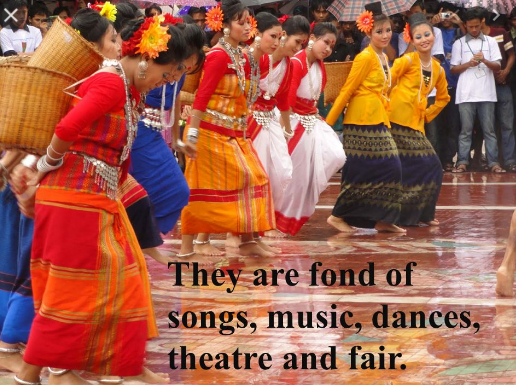 They are fond of
songs, music, dances,
theatre and fair.